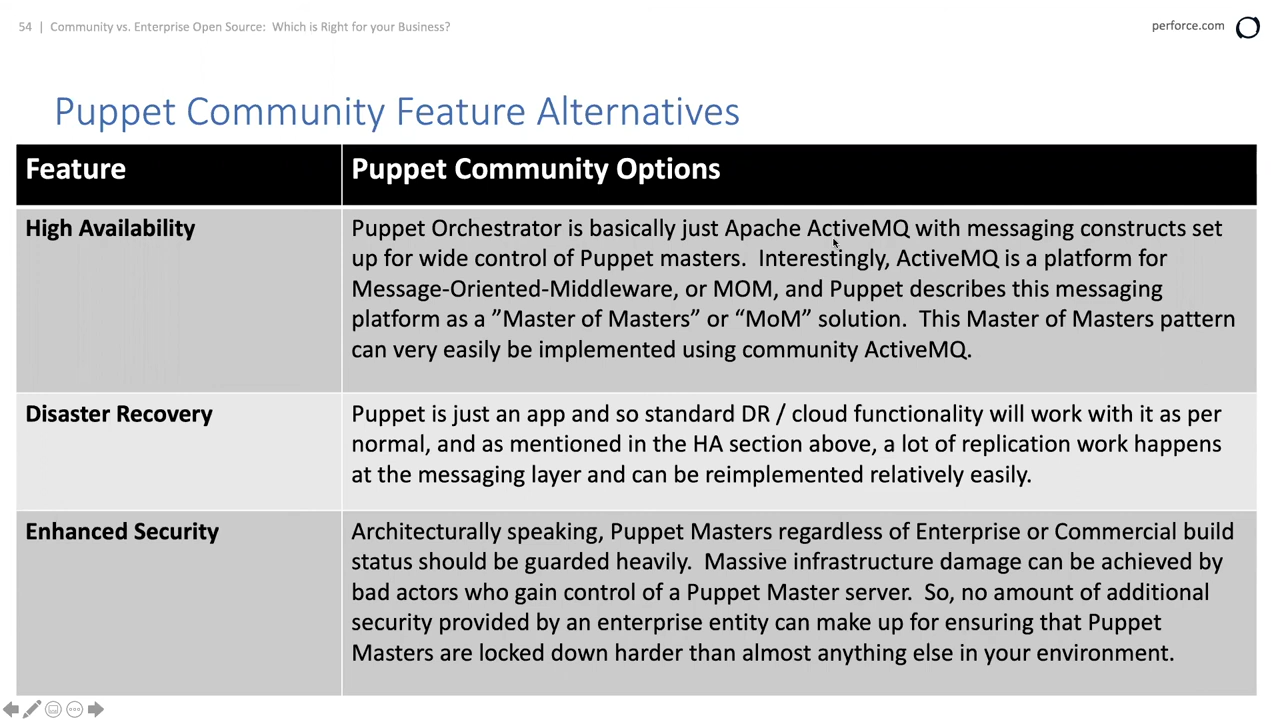 54 | Community vs. Enterprise Open Source:  Which is Right for your Business?
perforce.com
Puppet Community Feature Alternatives
Feature
Puppet Community Options
High Availability
Puppet Orchestrator is basically just Apache ActiveMQ with messaging constructs set
up for wide control of Puppet masters.  Interestingly, ActiveMQ is a platform for
Message-Oriented-Middleware, or MOM, and Puppet describes this messaging
platform as a ”Master of Masters” or “MoM” solution.  This Master of Masters pattern
can very easily be implemented using community ActiveMQ.
Disaster Recovery
Puppet is just an app and so standard DR / cloud functionality will work with it as per
normal, and as mentioned in the HA section above, a lot of replication work happens
at the messaging layer and can be reimplemented relatively easily.
Enhanced Security
Architecturally speaking, Puppet Masters regardless of Enterprise or Commercial build
status should be guarded heavily.  Massive infrastructure damage can be achieved by
bad actors who gain control of a Puppet Master server.  So, no amount of additional
security provided by an enterprise entity can make up for ensuring that Puppet
Masters are locked down harder than almost anything else in your environment.